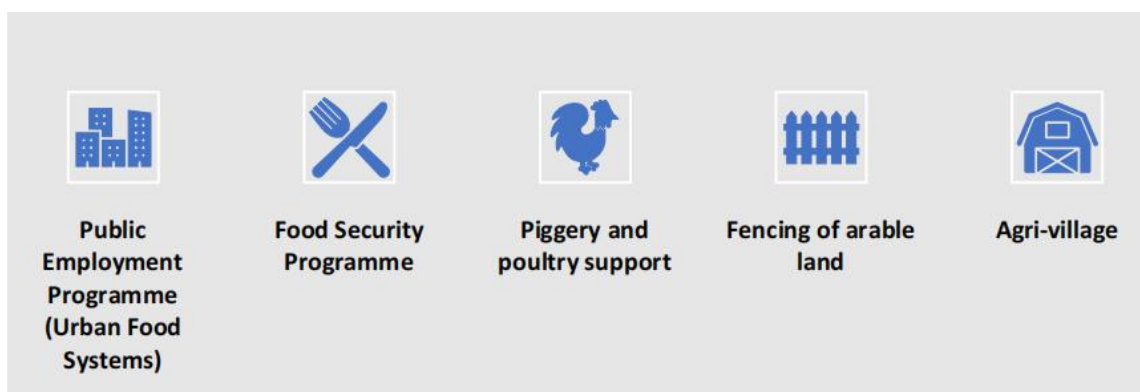 Public
Employment
Programme
(Urban Food
Systems)
Food Security
Programme
Piggery and
poultry support
Fencing of arable
land
Agri-village